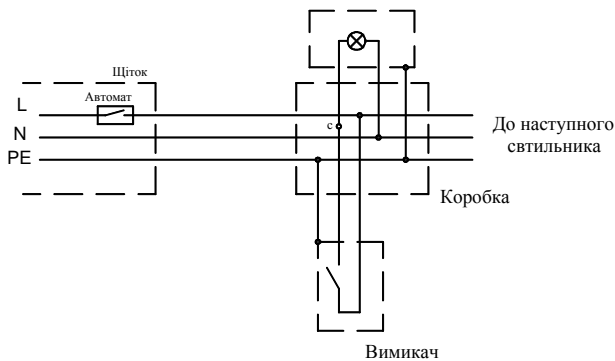 Щіток
Автомат
L
N
PE
c
До наступного
свтильника
Коробка
Вимикач